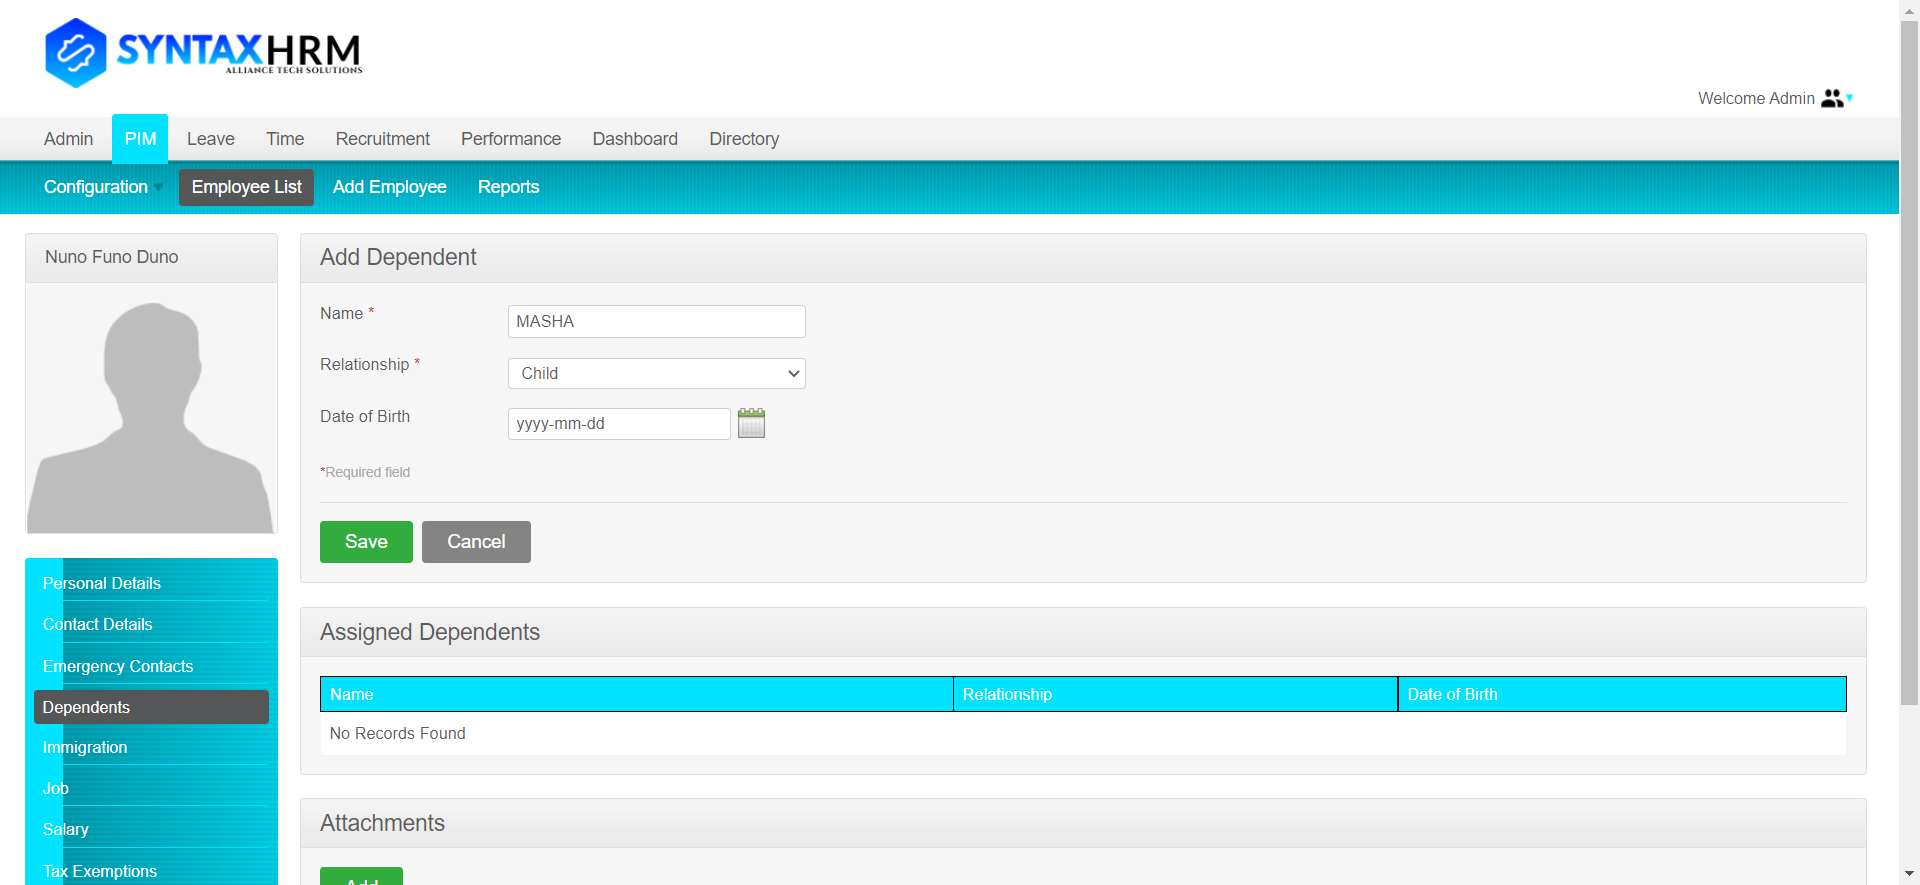 SYNTAXHRM
ALLIANCE TECH SOLUTIONS
Welcome Admin
Admin PIM Leave Time Recruitment Performance Dashboard Directory
Configuration Employee List Add Employee Reports
Nuno Funo Duno
Personal Details
Contact Details
Emergency Contacts
Dependents
Immigration
Job
Salary
Tax Exemptions
Add Dependent
Name * MASHA
Relationship * Child
Date of Birth yyyy-mm-dd
*Required field
Save Cancel
Assigned Dependents
Name Relationship Date of Birth
No Records Found
Attachments
Add